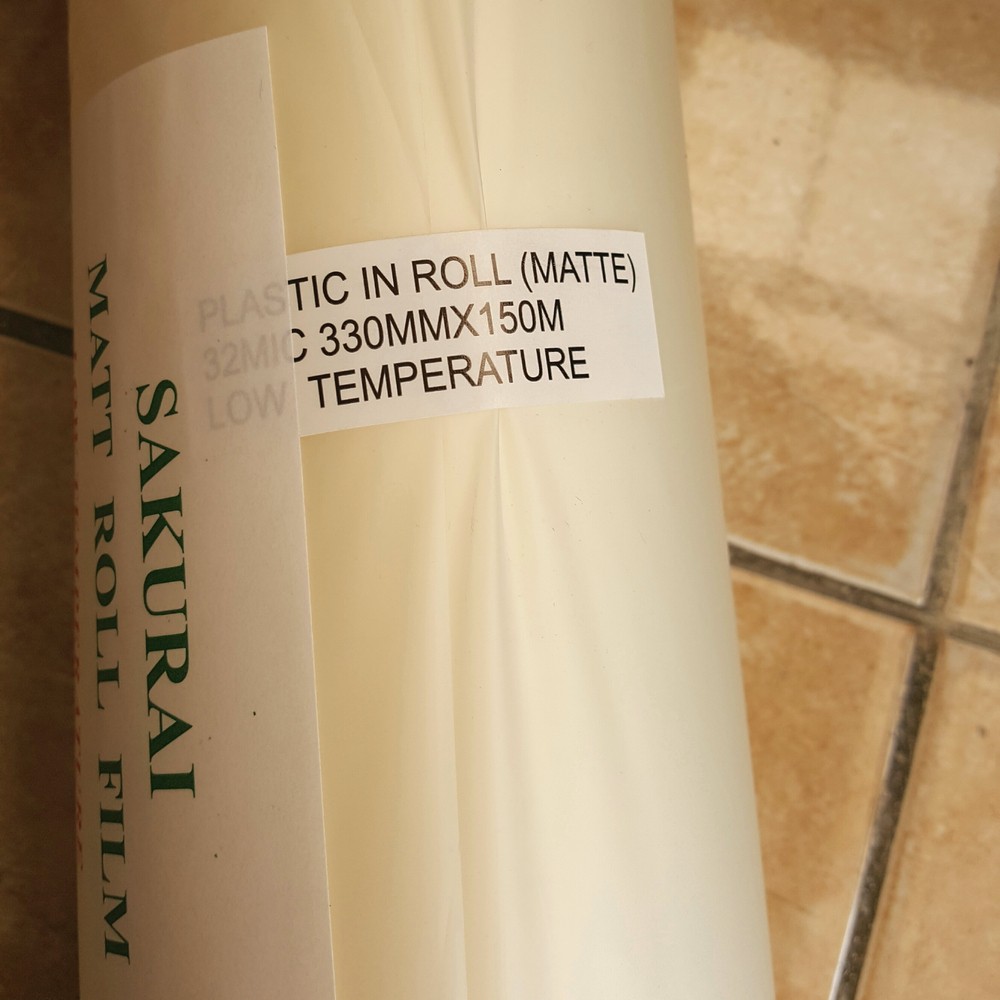 PLASTIC IN ROLL (MATTE)
32MIC 330MMX150M
LOW TEMPERATURE
SAKURAI
MATT ROLL FILM